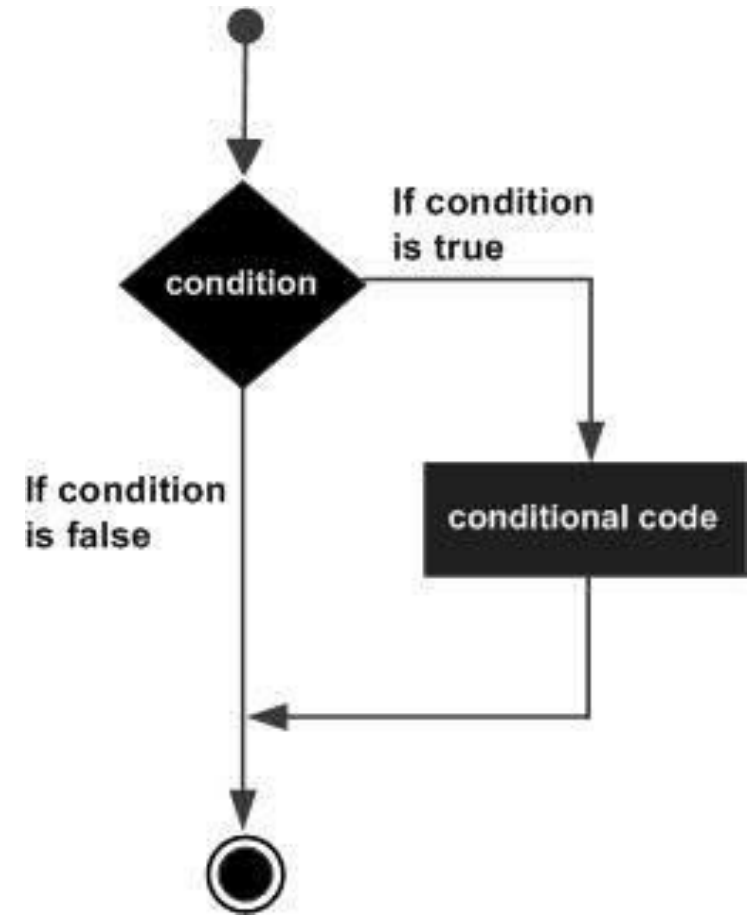 If condition
is true
condition
If condition
is false
conditional code